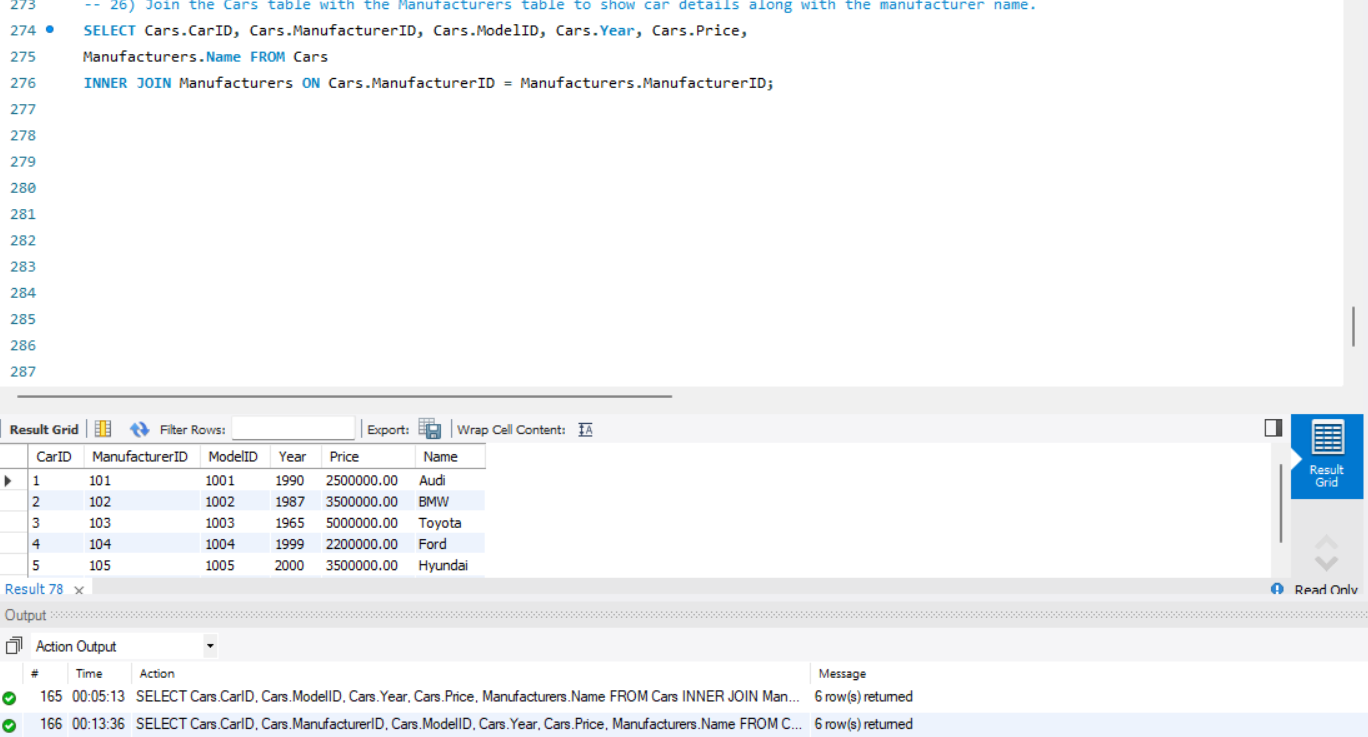 273 -- 26) Join the Cars table with the Manufacturers table to show car details along with the manufacturer name.
274 SELECT Cars.CarID, Cars.ManufacturerID, Cars.ModelID, Cars.Year, Cars.Price,
275 Manufacturers.Name FROM Cars
276 INNER JOIN Manufacturers ON Cars.ManufacturerID = Manufacturers.ManufacturerID;
277
278
279
280
281
282
283
284
285
286
287
Result Grid Filter Rows: Export: Wrap Cell Content: IA
CarID ManufacturerID ModelID Year Price Name
1 101 1001 1990 2500000.00 Audi
2 102 1002 1987 3500000.00 BMW
3 103 1003 1965 5000000.00 Toyota
4 104 1004 1999 2200000.00 Ford
5 105 1005 2000 3500000.00 Hyundai
Result
Grid
Result 78 × Read Only
Output
Action Output
# Time Action Message
165 00:05:13 SELECT Cars.CarID, Cars.ModelID, Cars.Year, Cars.Price, Manufacturers.Name FROM Cars INNER JOIN Man... 6 row(s) returned
166 00:13:36 SELECT Cars.CarID, Cars.ManufacturerID, Cars.ModelID, Cars.Year, Cars.Price, Manufacturers.Name FROM C... 6 row(s) returned